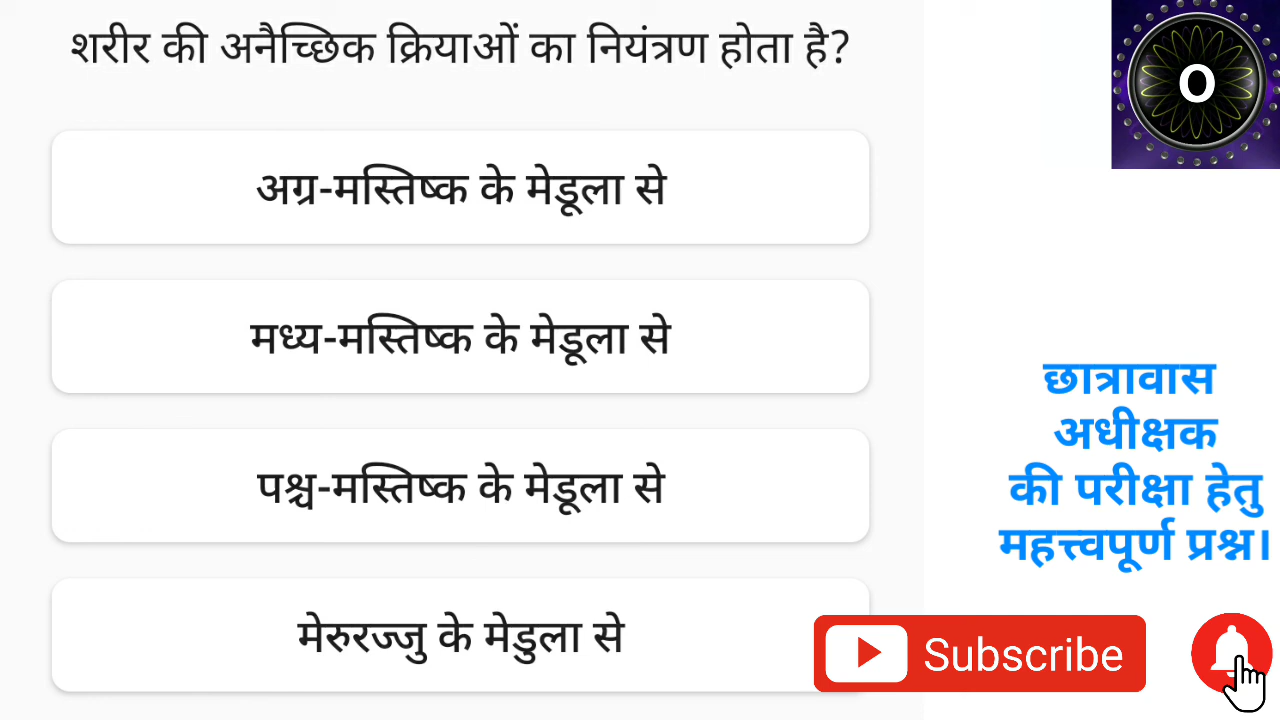 शरीर की अनैच्छिक क्रियाओं का नियंत्रण होता है?
O
अग्र-मस्तिष्क के मेडूला से
मध्य-मस्तिष्क के मेडूला से
पश्च-मस्तिष्क के मेडूला से
मेरुरज्जु के मेडुला से
छात्रावास
अधीक्षक
की परीक्षा हेतु
महत्त्वपूर्ण प्रश्न।
Subscribe